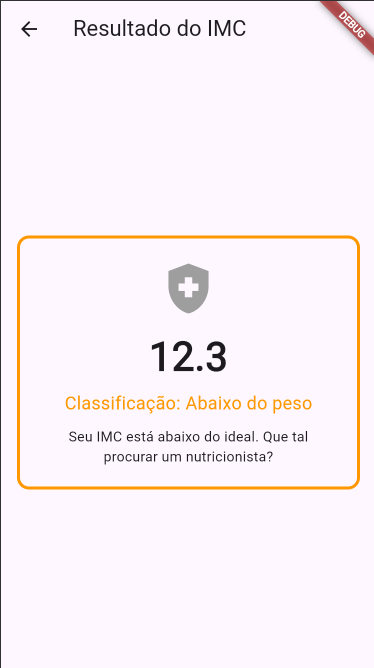 Resultado do IMC
DEBUG
12.3
Classificação: Abaixo do peso
Seu IMC está abaixo do ideal. Que tal
procurar um nutricionista?